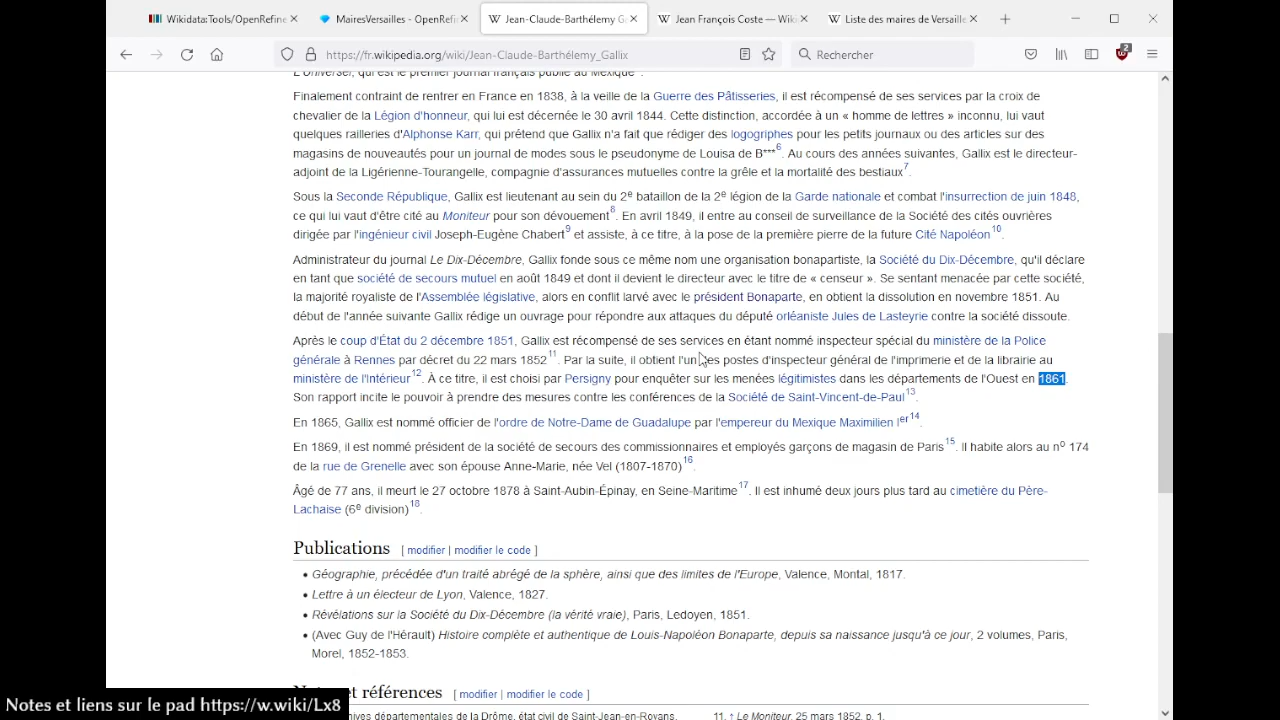 Wikidata:Tools/OpenRefine
MairesVersailles - OpenRefi
Jean-Claude-Barthélemy G
Jean François Coste — Wiki
Liste des maires de Versaille
https://fr.wikipedia.org/wiki/Jean-Claude-Barthélemy_Gallix
Rechercher
2
L'Universel, qui est le premier journal français publié au Mexique
Finalement contraint de rentrer en France en 1838, à la veille de la Guerre des Pâtisseries, il est récompensé de ses services par la croix de
chevalier de la Légion d'honneur, qui lui est décernée le 30 avril 1844. Cette distinction, accordée à un « homme de lettres » inconnu, lui vaut
quelques railleries d'Alphonse Karr, qui prétend que Gallix n'a fait que rédiger des logogriphes pour les petits journaux ou des articles sur des
magasins de nouveautés pour un journal de modes sous le pseudonyme de Louisa de B***6. Au cours des années suivantes, Gallix est le directeur-
adjoint de la Ligérienne-Tourangelle, compagnie d'assurances mutuelles contre la grêle et la mortalité des bestiaux7.
Sous la Seconde République, Gallix est lieutenant au sein du 2e bataillon de la 2e légion de la Garde nationale et combat l'insurrection de juin 1848,
ce qui lui vaut d'être cité au Moniteur pour son dévouement8. En avril 1849, il entre au conseil de surveillance de la Société des cités ouvrières
dirigée par l'ingénieur civil Joseph-Eugène Chabert9 et assiste, à ce titre, à la pose de la première pierre de la future Cité Napoléon10.
Administrateur du journal Le Dix-Décembre, Gallix fonde sous ce même nom une organisation bonapartiste, la Société du Dix-Décembre, qu'il déclare
en tant que société de secours mutuel en août 1849 et dont il devient le directeur avec le titre de « censeur ». Se sentant menacée par cette société,
la majorité royaliste de l'Assemblée législative, alors en conflit larvé avec le président Bonaparte, en obtient la dissolution en novembre 1851. Au
début de l'année suivante Gallix rédige un ouvrage pour répondre aux attaques du député orléaniste Jules de Lasteyrie contre la société dissoute.
Après le coup d'État du 2 décembre 1851, Gallix est récompensé de ses services en étant nommé inspecteur spécial du ministère de la Police
générale à Rennes par décret du 22 mars 185211. Par la suite, il obtient l'un des postes d'inspecteur général de l'imprimerie et de la librairie au
ministère de l'Intérieur12. À ce titre, il est choisi par Persigny pour enquêter sur les menées légitimistes dans les départements de l'Ouest en 1861.
Son rapport incite le pouvoir à prendre des mesures contre les conférences de la Société de Saint-Vincent-de-Paul13.
En 1865, Gallix est nommé officier de l'ordre de Notre-Dame de Guadalupe par l'empereur du Mexique Maximilien Ier14.
En 1869, il est nommé président de la société de secours des commissionnaires et employés garçons de magasin de Paris15. Il habite alors au no 174
de la rue de Grenelle avec son épouse Anne-Marie, née Vel (1807-1870)16.
Âgé de 77 ans, il meurt le 27 octobre 1878 à Saint-Aubin-Épinay, en Seine-Maritime17. Il est inhumé deux jours plus tard au cimetière du Père-
Lachaise (6e division)18.
Publications [ modifier | modifier le code ]
• Géographie, précédée d'un traité abrégé de la sphère, ainsi que des limites de l'Europe, Valence, Montal, 1817.
• Lettre à un électeur de Lyon, Valence, 1827.
• Révélations sur la Société du Dix-Décembre (la vérité vraie), Paris, Ledoyen, 1851.
• (Avec Guy de l'Hérault) Histoire complète et authentique de Louis-Napoléon Bonaparte, depuis sa naissance jusqu'à ce jour, 2 volumes, Paris,
Morel, 1852-1853.
Notes et références [ modifier | modifier le code ]
hives départementales de la Drôme, état civil de Saint-Jean-en-Royans,
11. ↑ Le Moniteur, 25 mars 1852, p. 1.
Notes et liens sur le pad https://w.wiki/Lx8